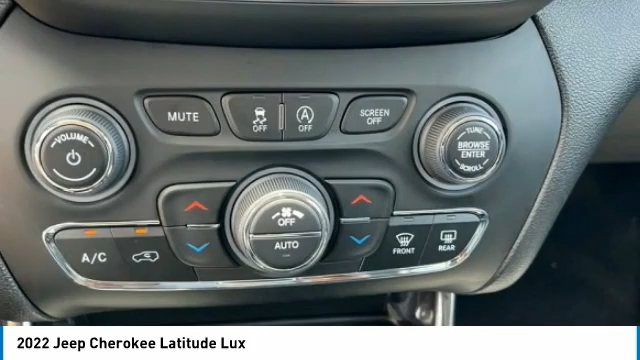 VOLUME
MUTE
OFF
A
OFF
SCREEN
OFF
TUNE
BROWSE
ENTER
SCROLL
OFF
AUTO
A/C
FRONT
REAR
2022 Jeep Cherokee Latitude Lux